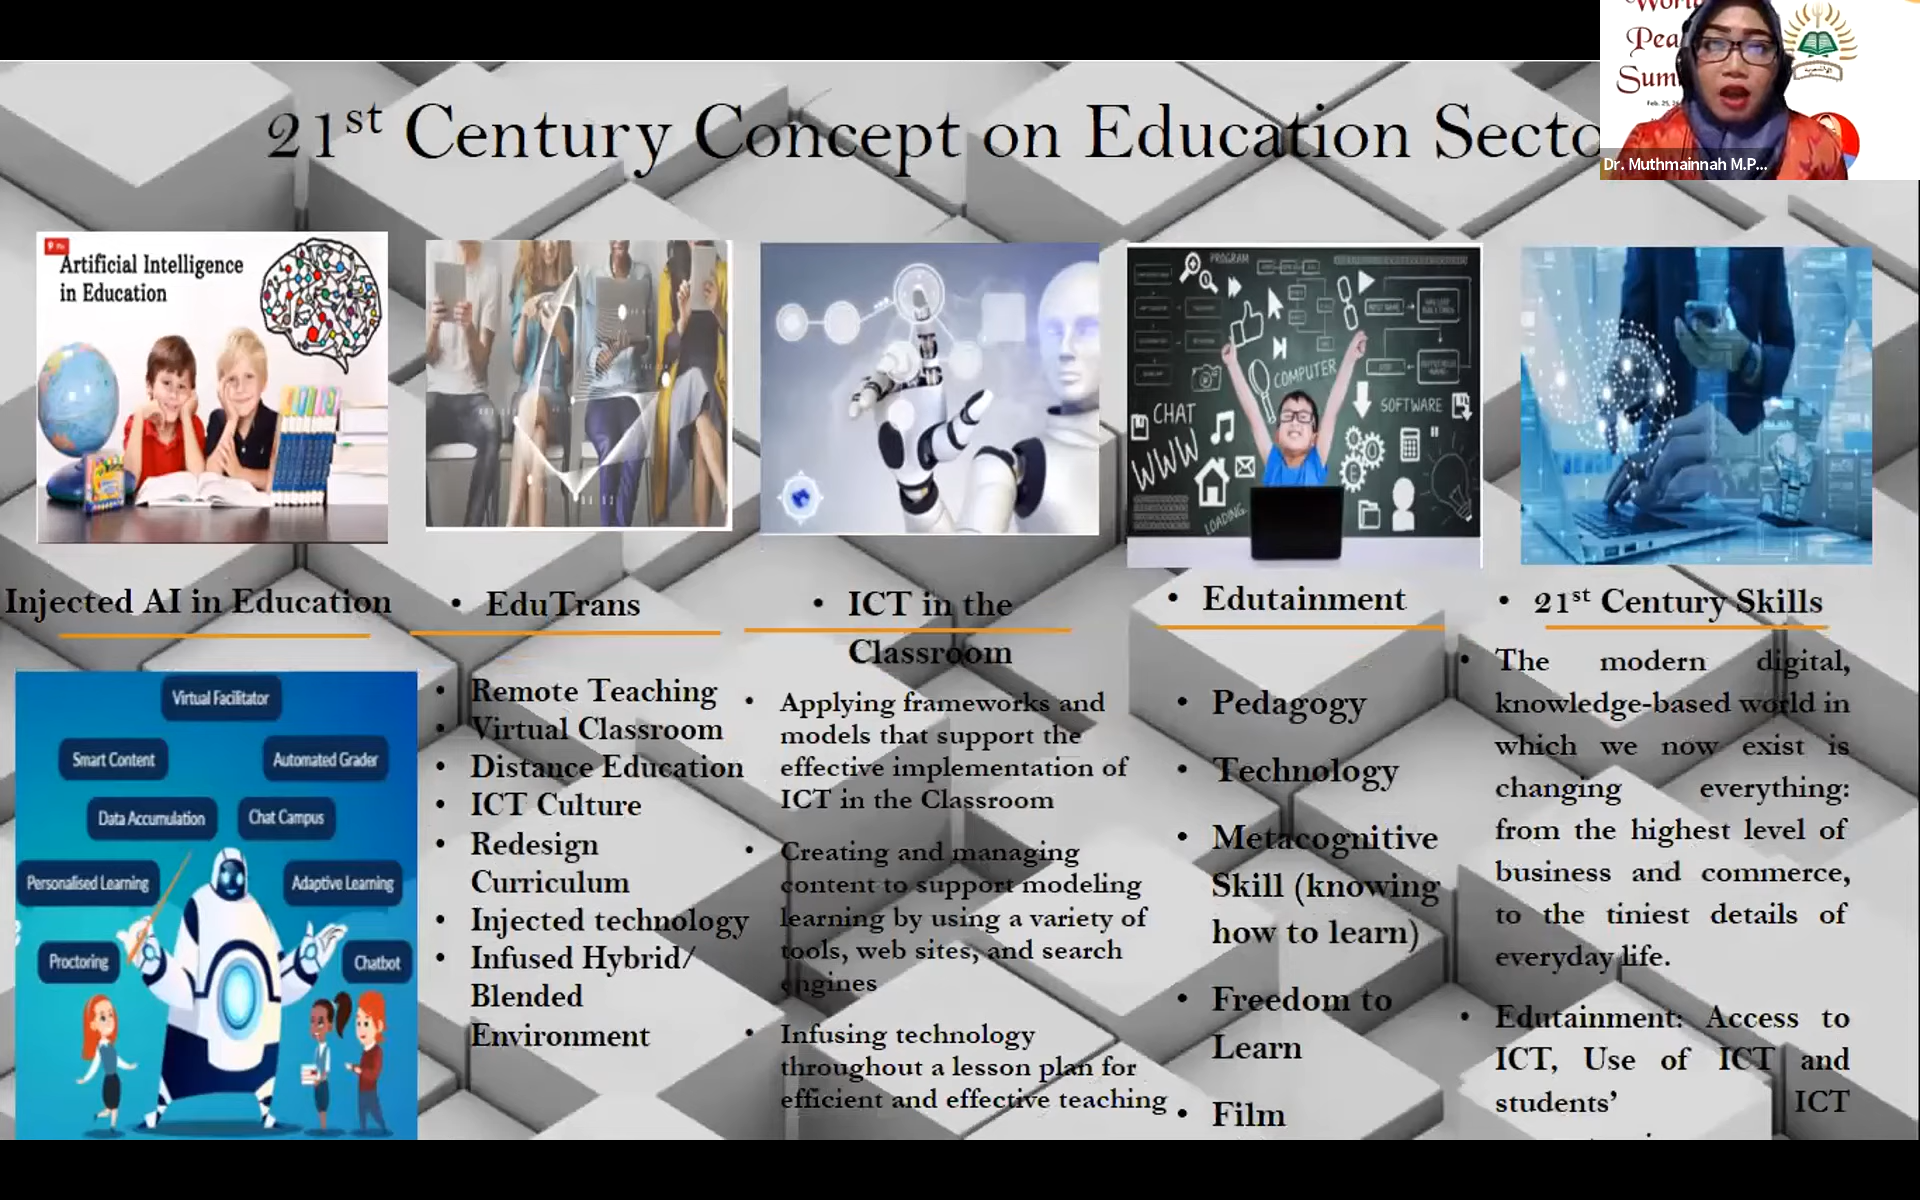 21st Century Concept on Education Secto
World
Pea
Sum
Feb. 25, 26
Dr. Muthmainnah M.P...
Artificial Intelligence
in Education
PROGRAM
CHAT
WWW
COMPUTER
SOFTWARE
LOADING
Injected AI in Education
Virtual Facilitator
Smart Content
Automated Grader
Data Accumulation
Chat Campus
Personalised Learning
Adaptive Learning
Proctoring
Chatbot
• EduTrans
• Remote Teaching
• Virtual Classroom
• Distance Education
• ICT Culture
• Redesign
Curriculum
• Injected technology
• Infused Hybrid/
Blended
Environment
• ICT in the
Classroom
• Applying frameworks and
models that support the
effective implementation of
ICT in the Classroom
• Creating and managing
content to support modeling
learning by using a variety of
tools, web sites, and search
engines
• Infusing technology
throughout a lesson plan for
efficient and effective teaching
• Edutainment
• Pedagogy
• Technology
• Metacognitive
Skill (knowing
how to learn)
• Freedom to
Learn
• Film
• 21st Century Skills
• The modern digital,
knowledge-based world in
which we now exist is
changing everything:
from the highest level of
business and commerce,
to the tiniest details of
everyday life.
• Edutainment: Access to
ICT, Use of ICT and
students' ICT